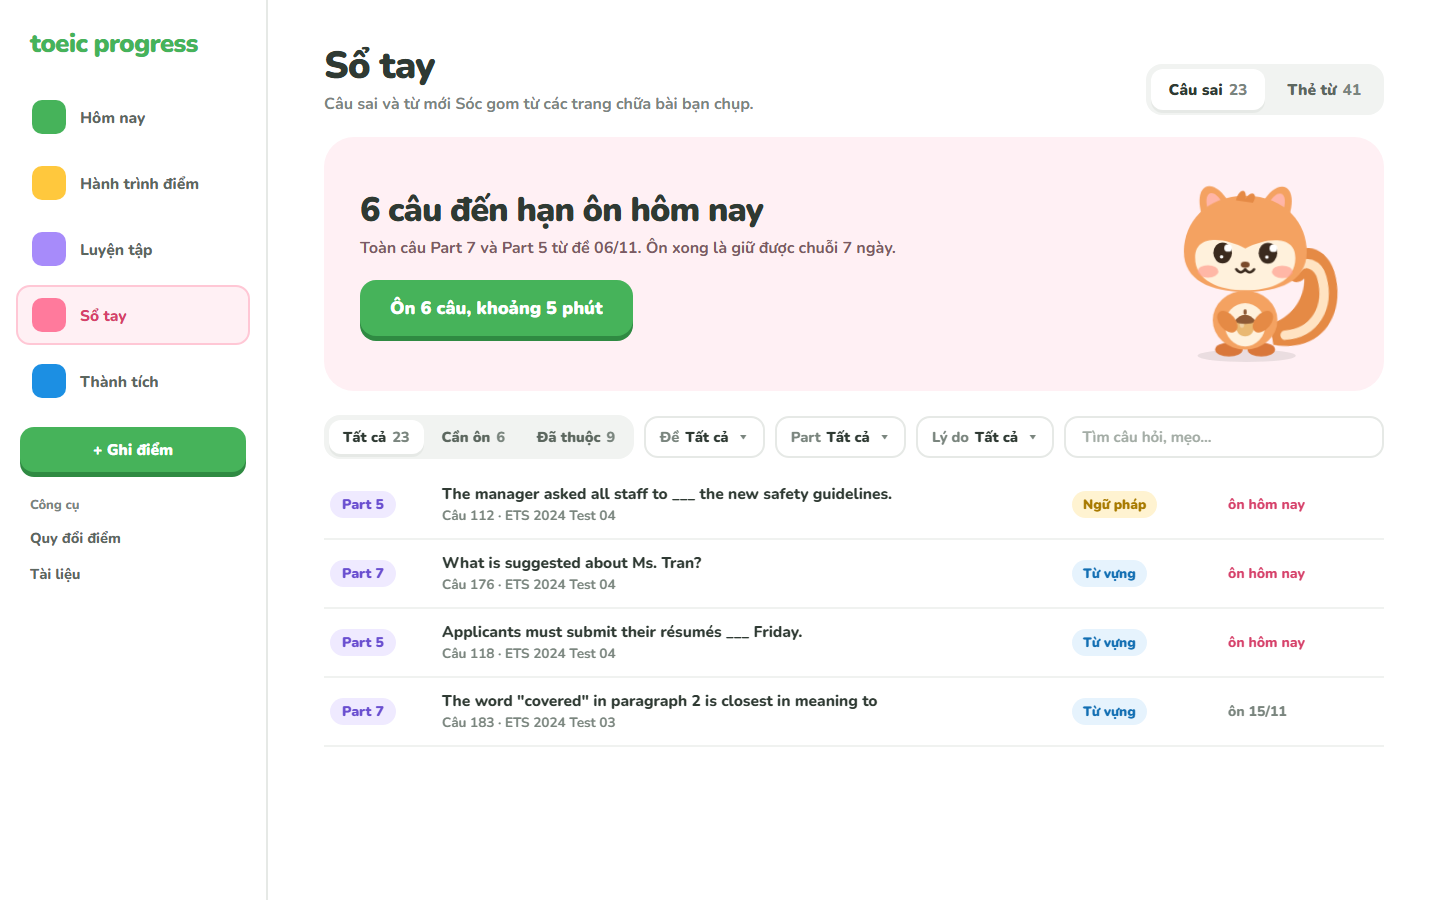 toeic progress
Hôm nay
Hành trình điểm
Luyện tập
Sổ tay
Thành tích
+ Ghi điểm
Công cụ
Quy đổi điểm
Tài liệu
Sổ tay
Câu sai và từ mới Sóc gom từ các trang chữa bài bạn chụp.
Câu sai 23 Thẻ từ 41
6 câu đến hạn ôn hôm nay
Toàn câu Part 7 và Part 5 từ đề 06/11. Ôn xong là giữ được chuỗi 7 ngày.
Ôn 6 câu, khoảng 5 phút
Tất cả 23 Cần ôn 6 Đã thuộc 9 Đề Tất cả Part Tất cả Lý do Tất cả Tìm câu hỏi, mẹo...
Part 5 The manager asked all staff to ___ the new safety guidelines. Ngữ pháp ôn hôm nay
Câu 112 · ETS 2024 Test 04
Part 7 What is suggested about Ms. Tran? Từ vựng ôn hôm nay
Câu 176 · ETS 2024 Test 04
Part 5 Applicants must submit their résumés ___ Friday. Từ vựng ôn hôm nay
Câu 118 · ETS 2024 Test 04
Part 7 The word "covered" in paragraph 2 is closest in meaning to Từ vựng ôn 15/11
Câu 183 · ETS 2024 Test 03